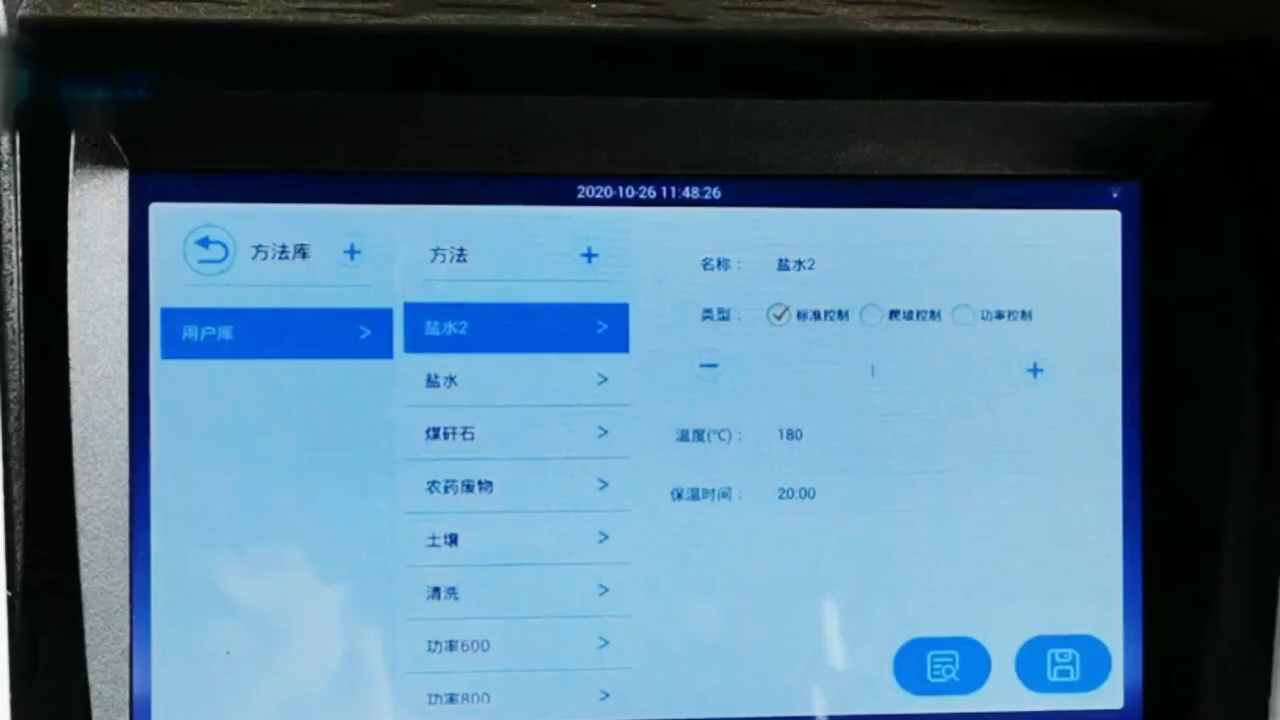 2020-10-26 11:48:26
方法库 +
用户库 >
方法 +
盐水2 >
盐水 >
煤矸石 >
农药废物 >
土壤 >
清洗 >
功率600 >
功率800 >
名称： 盐水2
类型： 标准控制 爬坡控制 功率控制
− 1 +
温度(℃)： 180
保温时间： 20:00